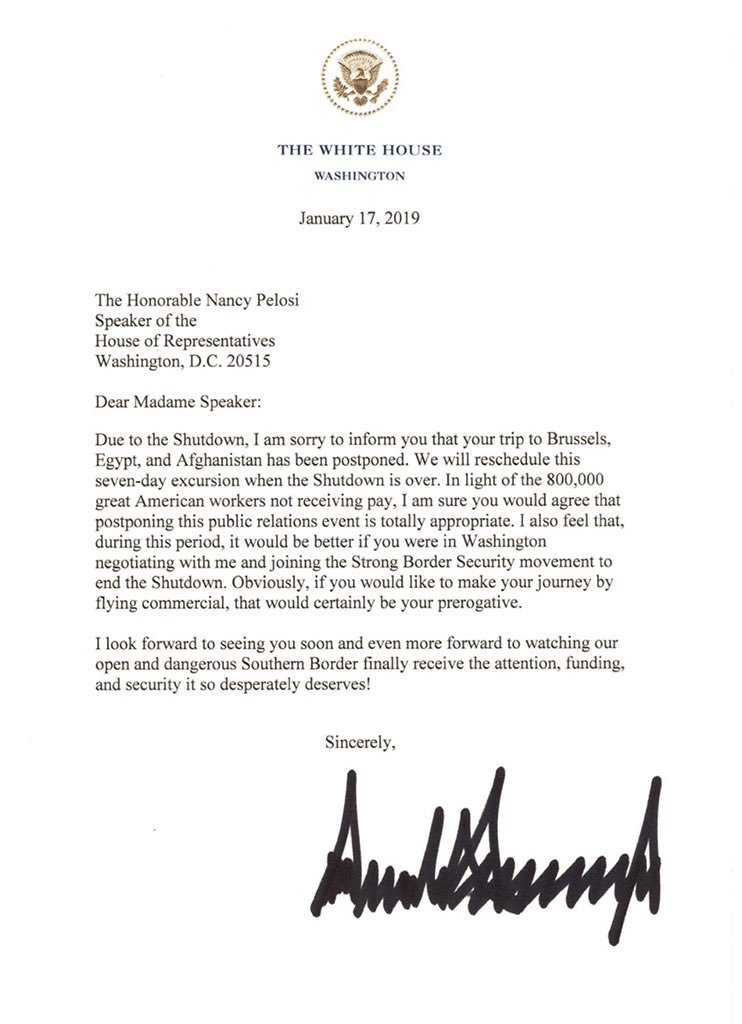 THE WHITE HOUSE
WASHINGTON
January 17, 2019
The Honorable Nancy Pelosi
Speaker of the
House of Representatives
Washington, D.C. 20515
Dear Madame Speaker:
Due to the Shutdown, I am sorry to inform you that your trip to Brussels,
Egypt, and Afghanistan has been postponed. We will reschedule this
seven-day excursion when the Shutdown is over. In light of the 800,000
great American workers not receiving pay, I am sure you would agree that
postponing this public relations event is totally appropriate. I also feel that,
during this period, it would be better if you were in Washington
negotiating with me and joining the Strong Border Security movement to
end the Shutdown. Obviously, if you would like to make your journey by
flying commercial, that would certainly be your prerogative.
I look forward to seeing you soon and even more forward to watching our
open and dangerous Southern Border finally receive the attention, funding,
and security it so desperately deserves!
Sincerely,